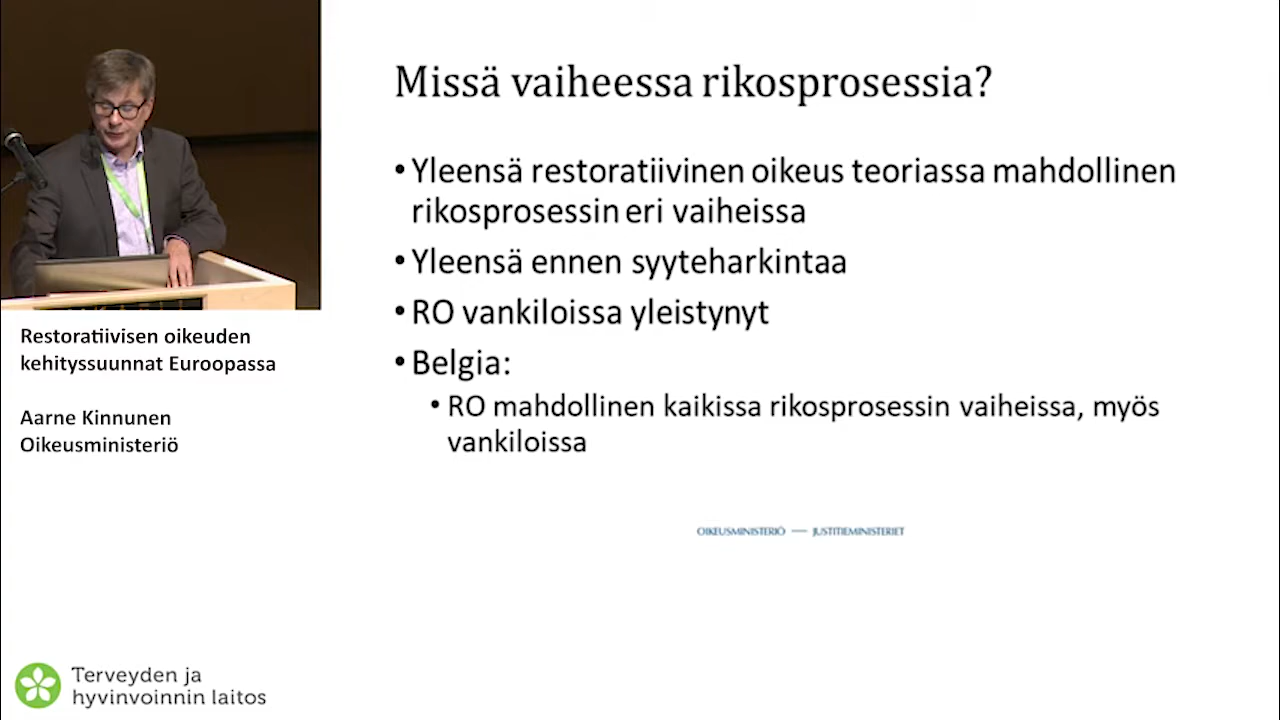 Missä vaiheessa rikosprosessia?
• Yleensä restoratiivinen oikeus teoriassa mahdollinen
rikosprosessin eri vaiheissa
• Yleensä ennen syyteharkintaa
• RO vankiloissa yleistynyt
• Belgia:
• RO mahdollinen kaikissa rikosprosessin vaiheissa, myös
vankiloissa
OIKEUSMINISTERIÖ — JUSTITIEMINISTERIET
Restoratiivisen oikeuden
kehityssuunnat Euroopassa
Aarne Kinnunen
Oikeusministeriö
Terveyden ja
hyvinvoinnin laitos